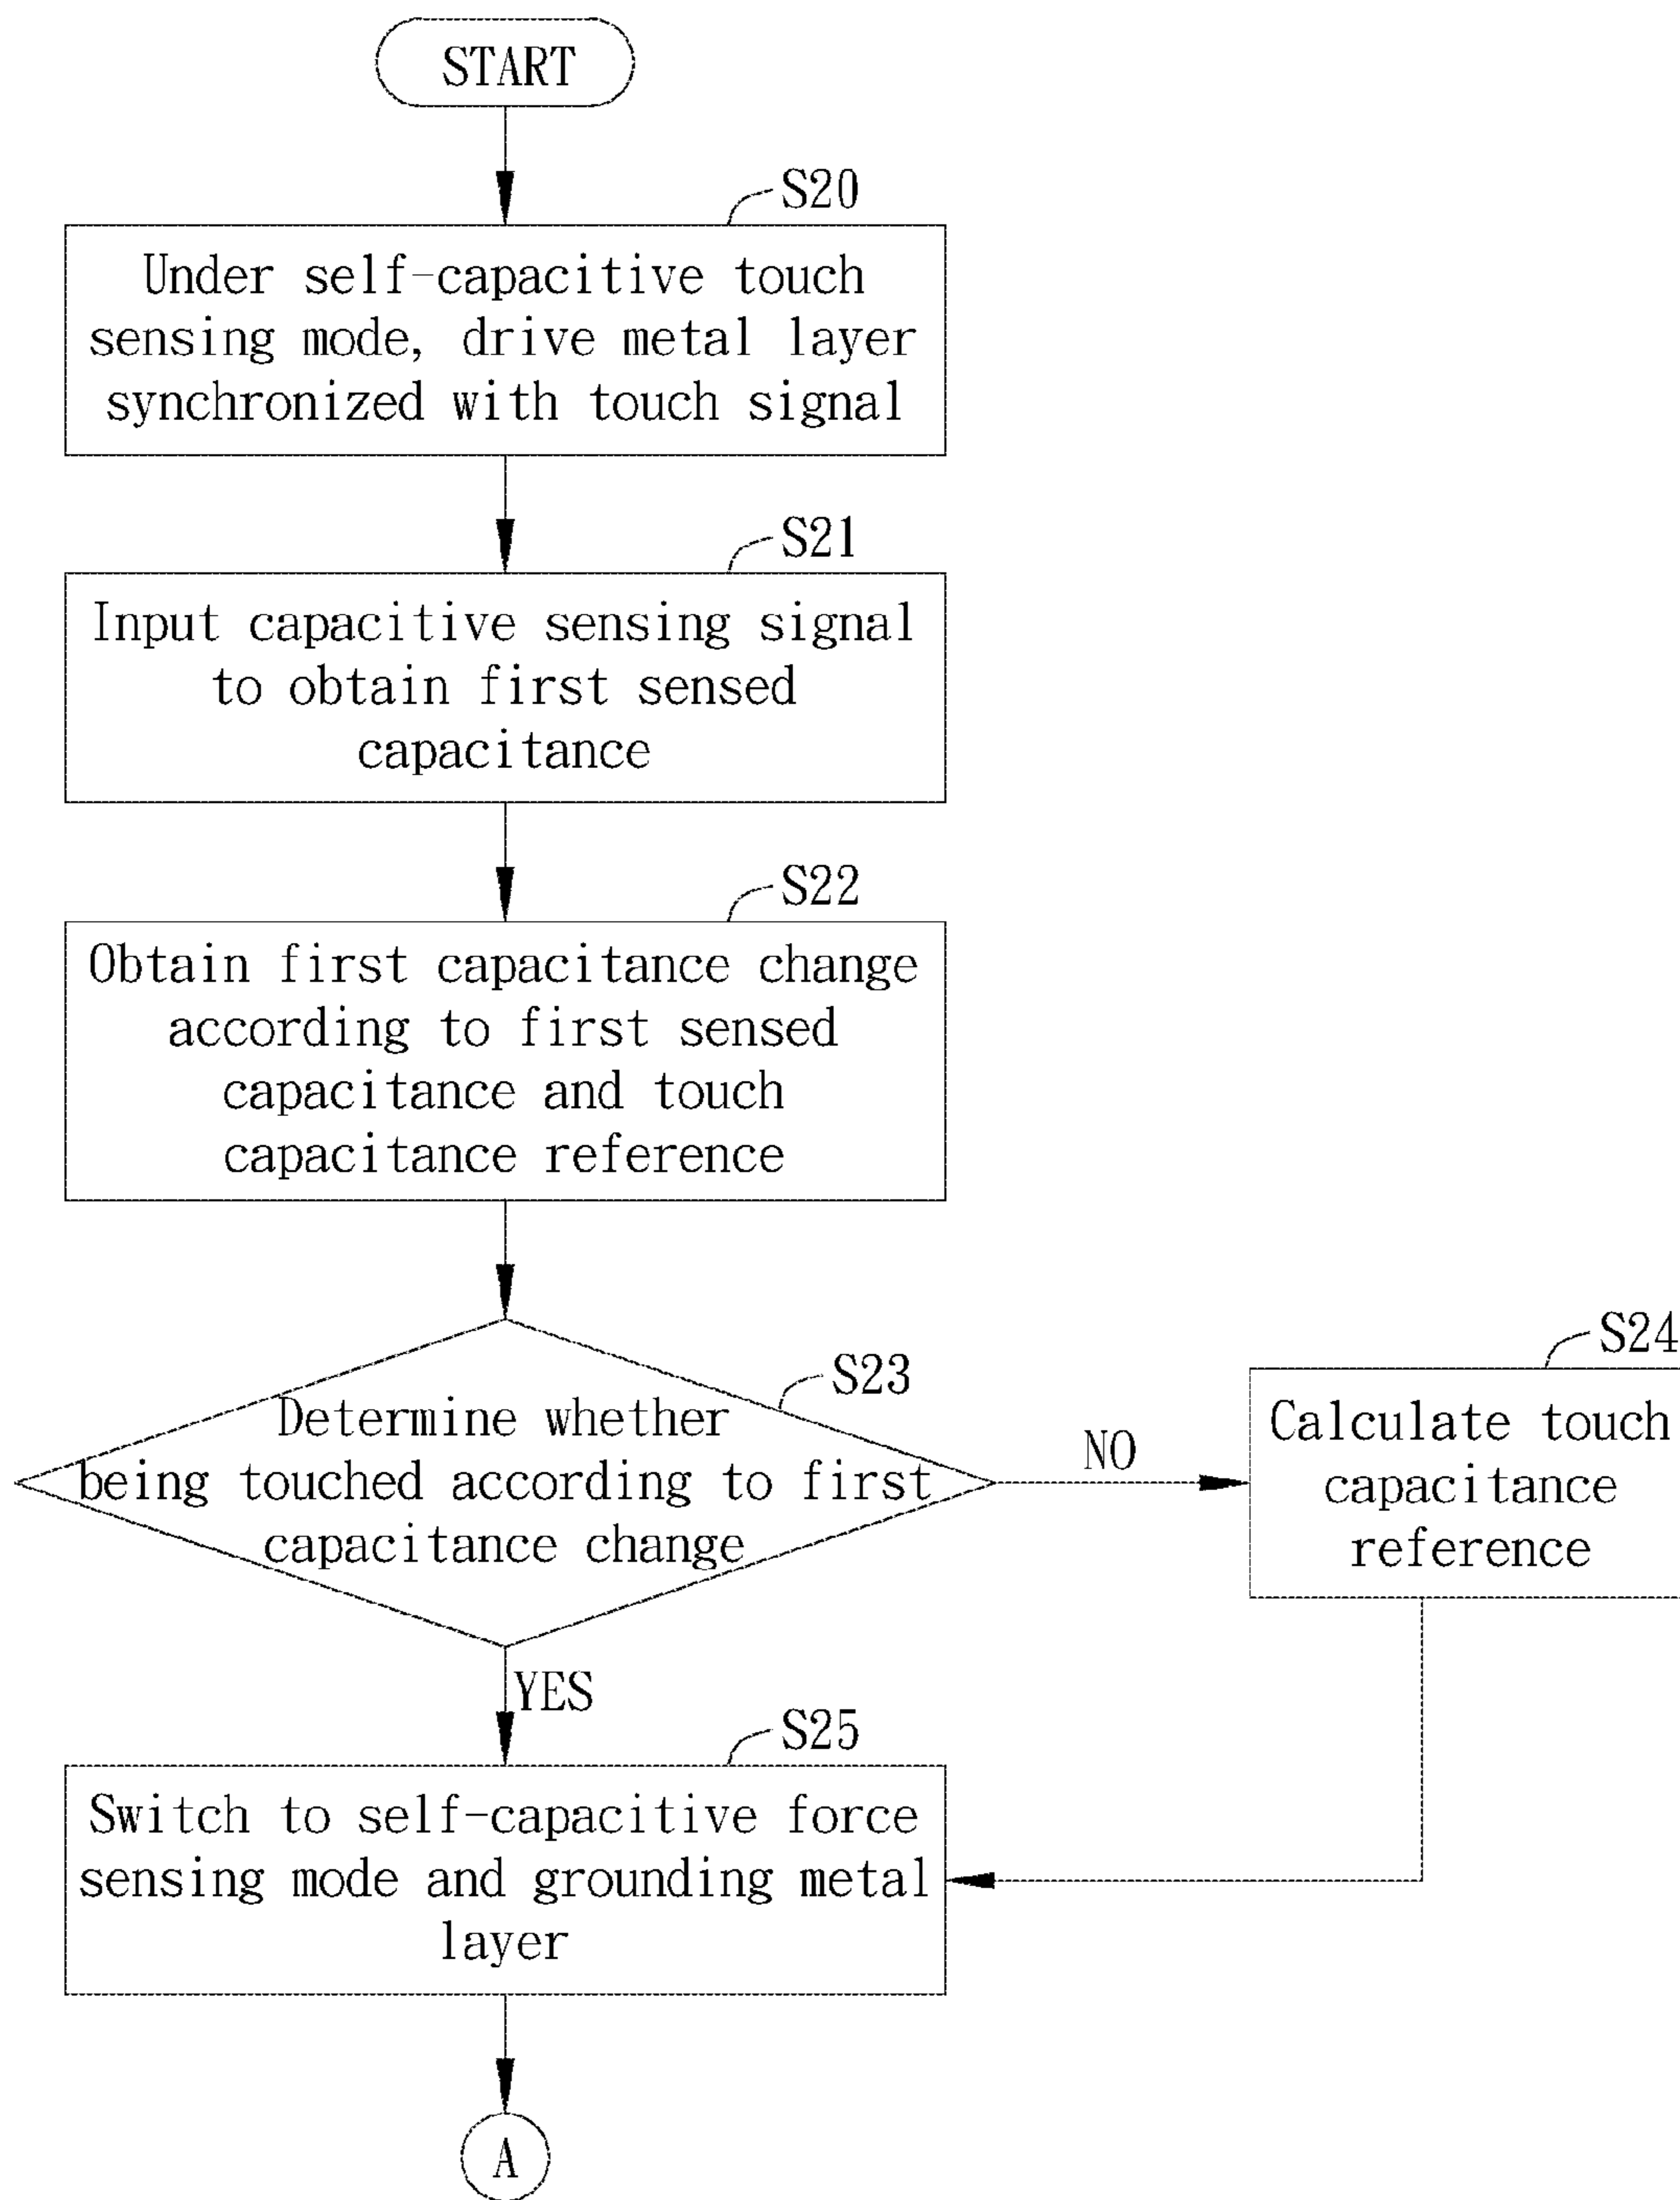 START
S20
Under self-capacitive touch
sensing mode, drive metal layer
synchronized with touch signal
S21
Input capacitive sensing signal
to obtain first sensed
capacitance
S22
Obtain first capacitance change
according to first sensed
capacitance and touch
capacitance reference
S23
Determine whether
being touched according to first
capacitance change
NO
S24
Calculate touch
capacitance
reference
YES
S25
Switch to self-capacitive force
sensing mode and grounding metal
layer
A